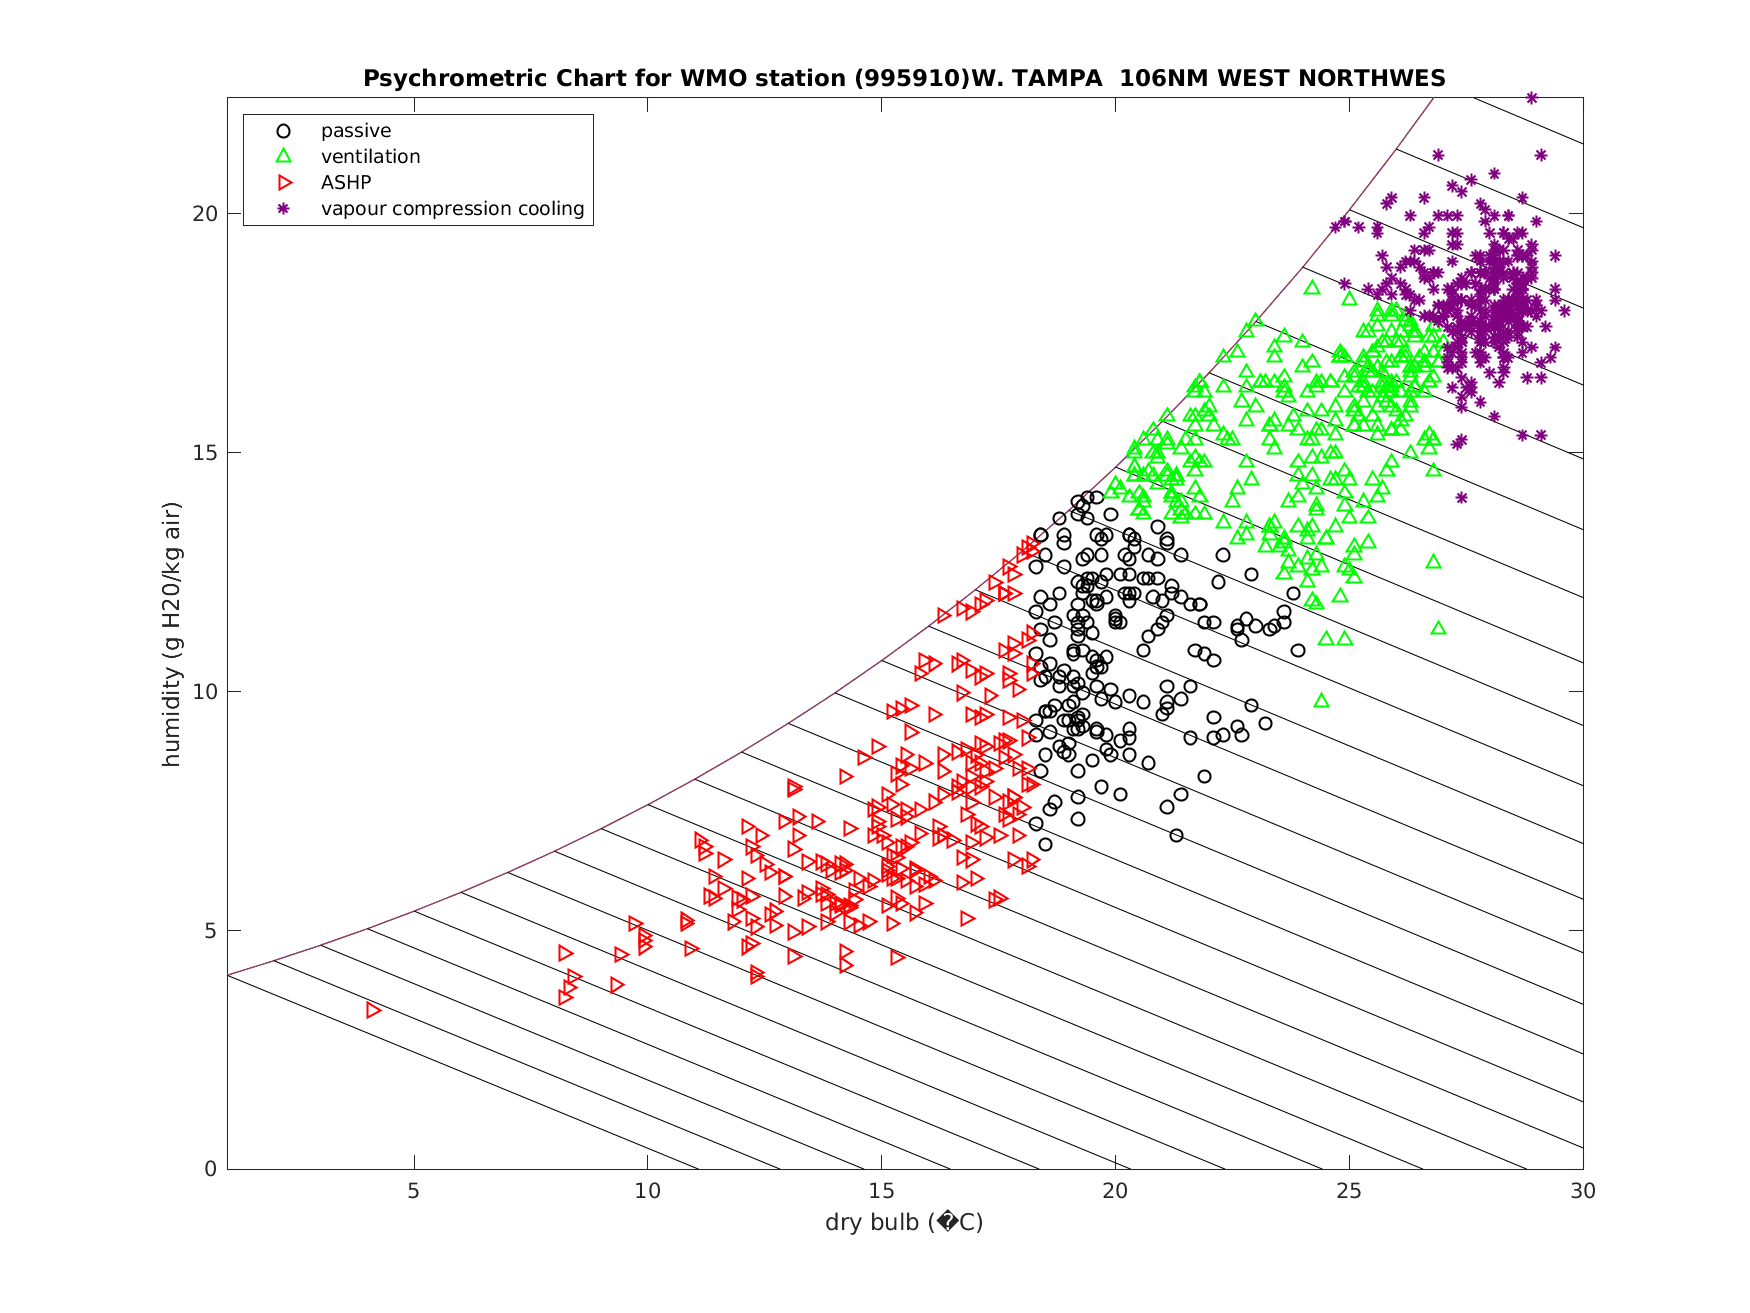 Psychrometric Chart for WMO station (995910)W. TAMPA  106NM WEST NORTHWES
passive
ventilation
ASHP
vapour compression cooling
humidity (g H20/kg air)
20
15
10
5
0
5 10 15 20 25 30
dry bulb (�C)